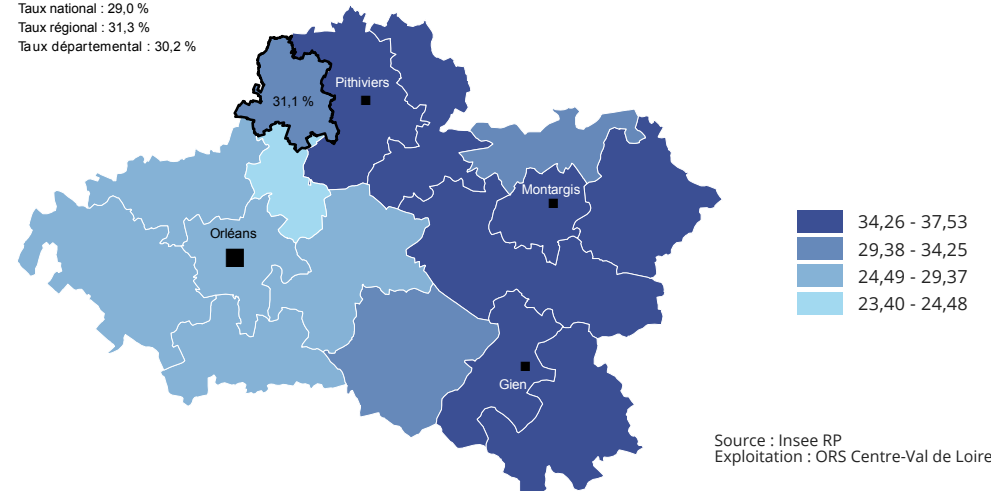 Taux national : 29,0 %
Taux régional : 31,3 %
Taux départemental : 30,2 %
Pithiviers
31,1 %
Montargis
Orléans
34,26 - 37,53
29,38 - 34,25
24,49 - 29,37
23,40 - 24,48
Gien
Source : Insee RP
Exploitation : ORS Centre-Val de Loire